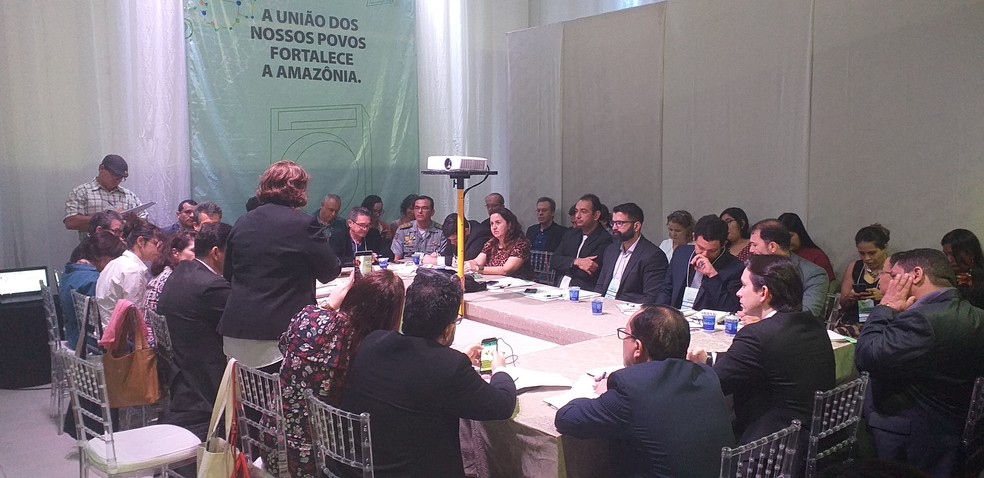 A UNIÃO DOS
NOSSOS POVOS
FORTALECE
A AMAZÔNIA.